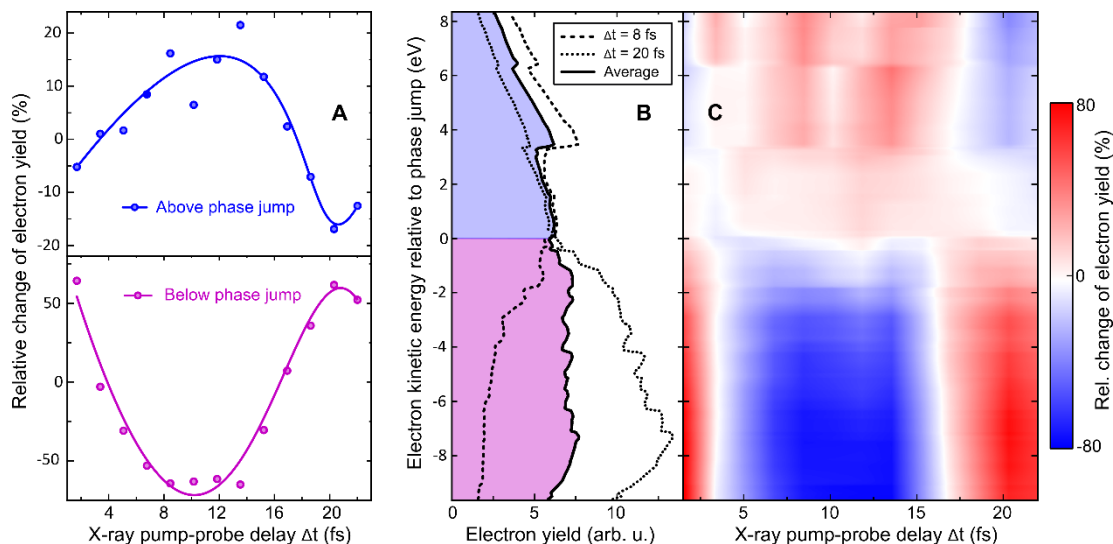 Relative change of electron yield (%)
20
10
0
-10
-20
A
Above phase jump
50
0
-50
Below phase jump
4
8
12
16
20
X-ray pump-probe delay Δt (fs)
Electron kinetic energy relative to phase jump (eV)
8
6
4
2
0
-2
-4
-6
-8
Δt = 8 fs
Δt = 20 fs
Average
B
0
5
10
Electron yield (arb. u.)
C
5
10
15
20
X-ray pump-probe delay Δt (fs)
80
0
-80
Rel. change of electron yield (%)